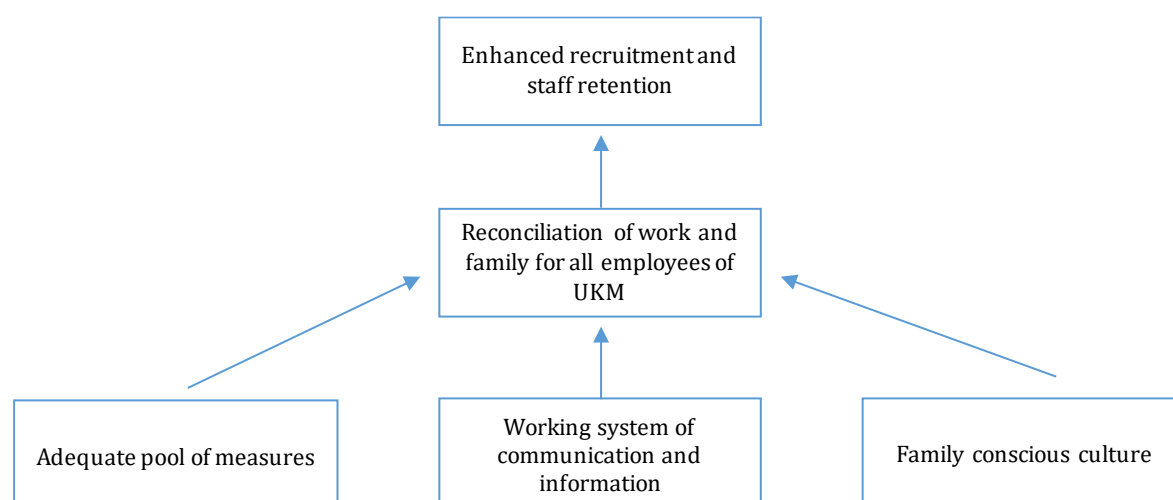 Enhanced recruitment and
staff retention
Reconciliation of work and
family for all employees of
UKM
Adequate pool of measures
Working system of
communication and
information
Family conscious culture